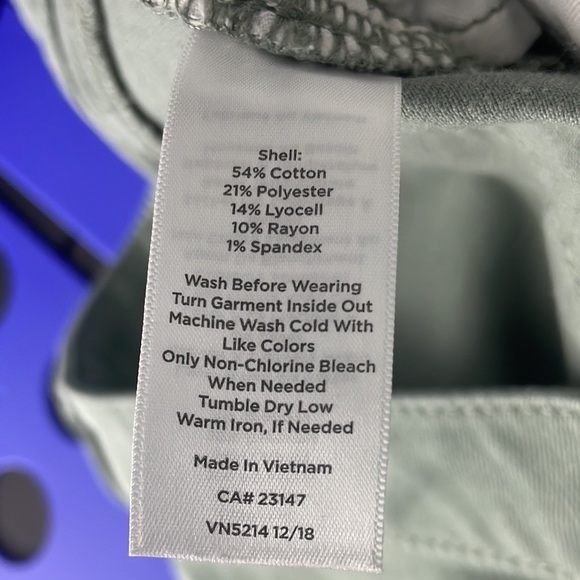 Shell:
54% Cotton
21% Polyester
14% Lyocell
10% Rayon
1% Spandex
Wash Before Wearing
Turn Garment Inside Out
Machine Wash Cold With
Like Colors
Only Non-Chlorine Bleach
When Needed
Tumble Dry Low
Warm Iron, If Needed
Made In Vietnam
CA# 23147
VN5214 12/18